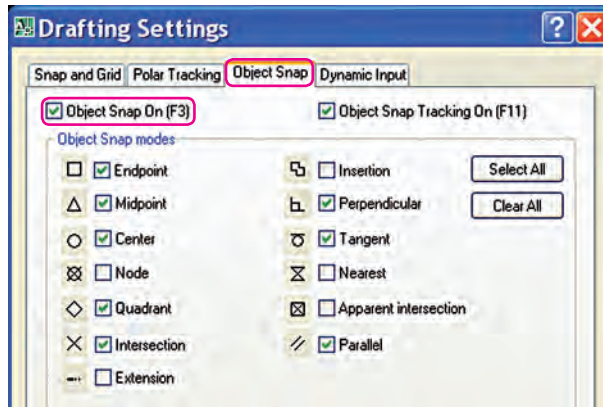 Drafting Settings
Snap and Grid Polar Tracking Object Snap Dynamic Input
Object Snap On (F3) Object Snap Tracking On (F11)
Object Snap modes
Endpoint Insertion Select All
Midpoint Perpendicular Clear All
Center Tangent
Node Nearest
Quadrant Apparent intersection
Intersection Parallel
Extension